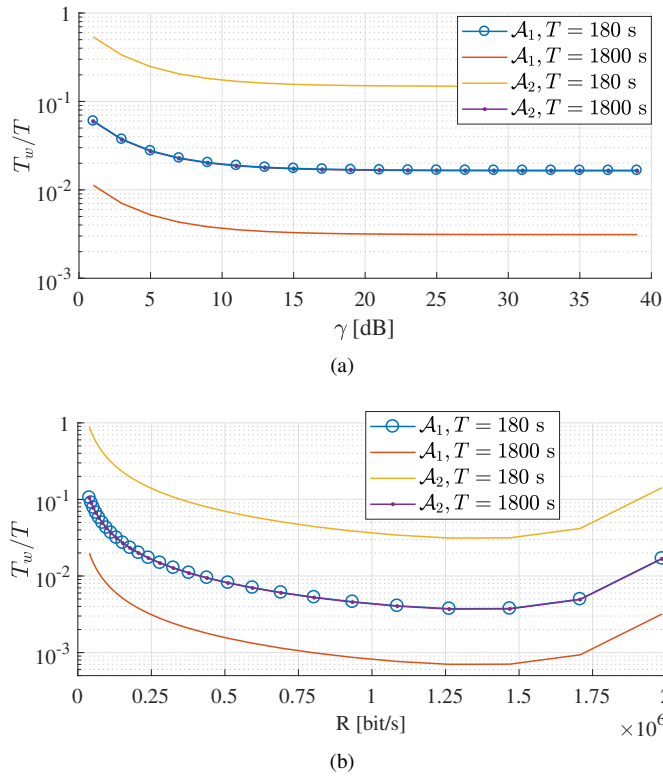 1
10^{-1}
10^{-2}
10^{-3}
T_w/T
𝒜_1, T = 180 s
𝒜_1, T = 1800 s
𝒜_2, T = 180 s
𝒜_2, T = 1800 s
0 5 10 15 20 25 30 35 40
γ [dB]
(a)
1
10^{-1}
10^{-2}
10^{-3}
T_w/T
𝒜_1, T = 180 s
𝒜_1, T = 1800 s
𝒜_2, T = 180 s
𝒜_2, T = 1800 s
0 0.25 0.5 0.75 1 1.25 1.5 1.75
R [bit/s]
×10
(b)